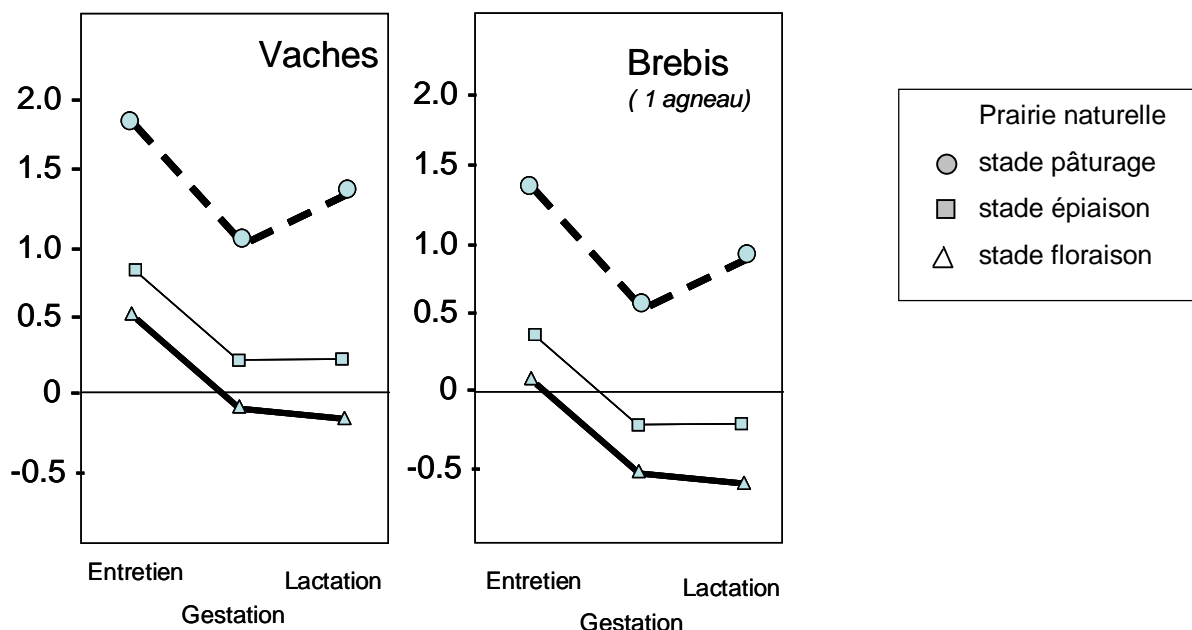 Vaches
2.0
1.5
1.0
0.5
0
-0.5
Entretien
Gestation
Lactation
Brebis
( 1 agneau)
2.0
1.5
1.0
0.5
0
-0.5
Entretien
Gestation
Lactation
Prairie naturelle
stade pâturage
stade épiaison
stade floraison